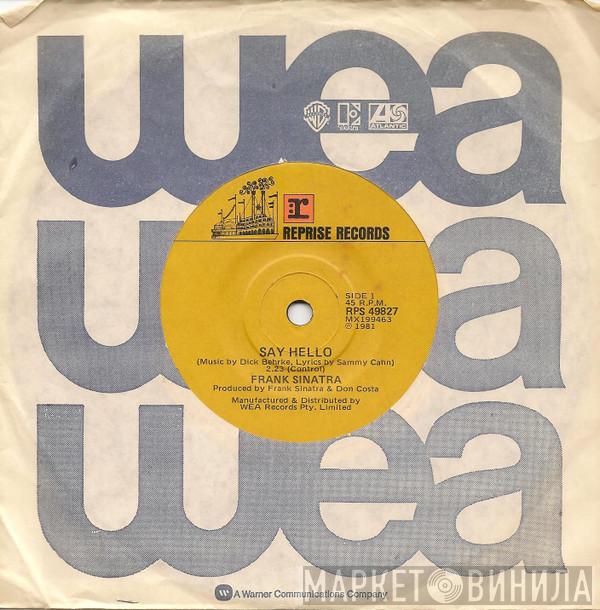 wea
ELEKTRA
ATLANTIC
r
REPRISE RECORDS
wea
SIDE 1
45 R.P.M.
RPS 49827
MX199463
℗ 1981
SAY HELLO
(Music by Dick Behrke, Lyrics by Sammy Cahn)
2.23 (Control)
FRANK SINATRA
Produced by Frank Sinatra & Don Costa
Manufactured & Distributed by
WEA Records Pty. Limited
wea
A Warner Communications Company
МАРКЕТ ВИНИЛА